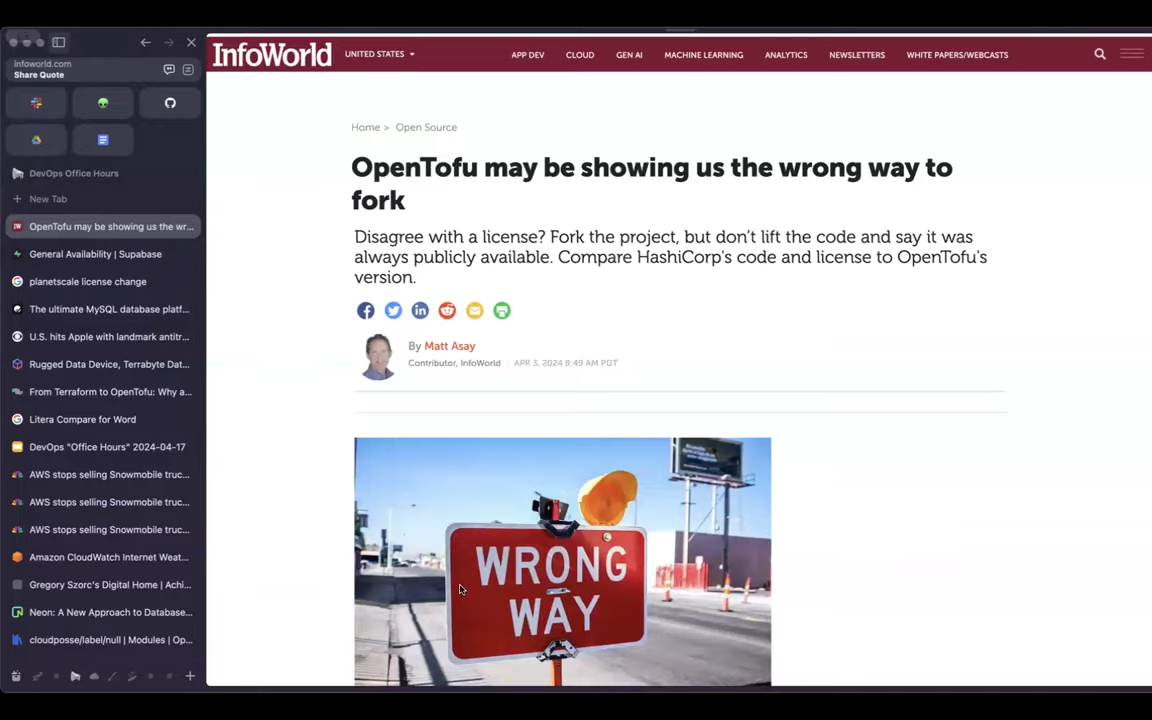 infoworld.com
Share Quote
DevOps Office Hours
New Tab
OpenTofu may be showing us the wr...
General Availability | Supabase
planetscale license change
The ultimate MySQL database platf...
U.S. hits Apple with landmark antitr...
Rugged Data Device, Terrabyte Dat...
From Terraform to OpenTofu: Why a...
Litera Compare for Word
DevOps "Office Hours" 2024-04-17
AWS stops selling Snowmobile truc...
AWS stops selling Snowmobile truc...
AWS stops selling Snowmobile truc...
Amazon CloudWatch Internet Weat...
Gregory Szorc's Digital Home | Achi...
Neon: A New Approach to Database...
cloudposse/label/null | Modules | Op...
InfoWorld UNITED STATES APP DEV CLOUD GEN AI MACHINE LEARNING ANALYTICS NEWSLETTERS WHITE PAPERS/WEBCASTS
Home > Open Source
OpenTofu may be showing us the wrong way to
fork
Disagree with a license? Fork the project, but don't lift the code and say it was
always publicly available. Compare HashiCorp's code and license to OpenTofu's
version.
By Matt Asay
Contributor, InfoWorld | APR 3, 2024 8:49 AM PDT
WRONG
WAY